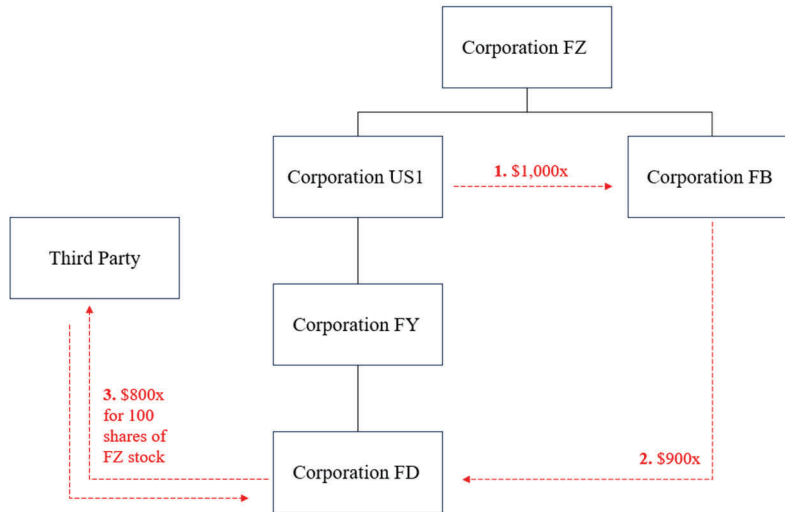 Corporation FZ
Corporation US1
1. $1,000x
Corporation FB
Third Party
Corporation FY
3. $800x
for 100
shares of
FZ stock
2. $900x
Corporation FD